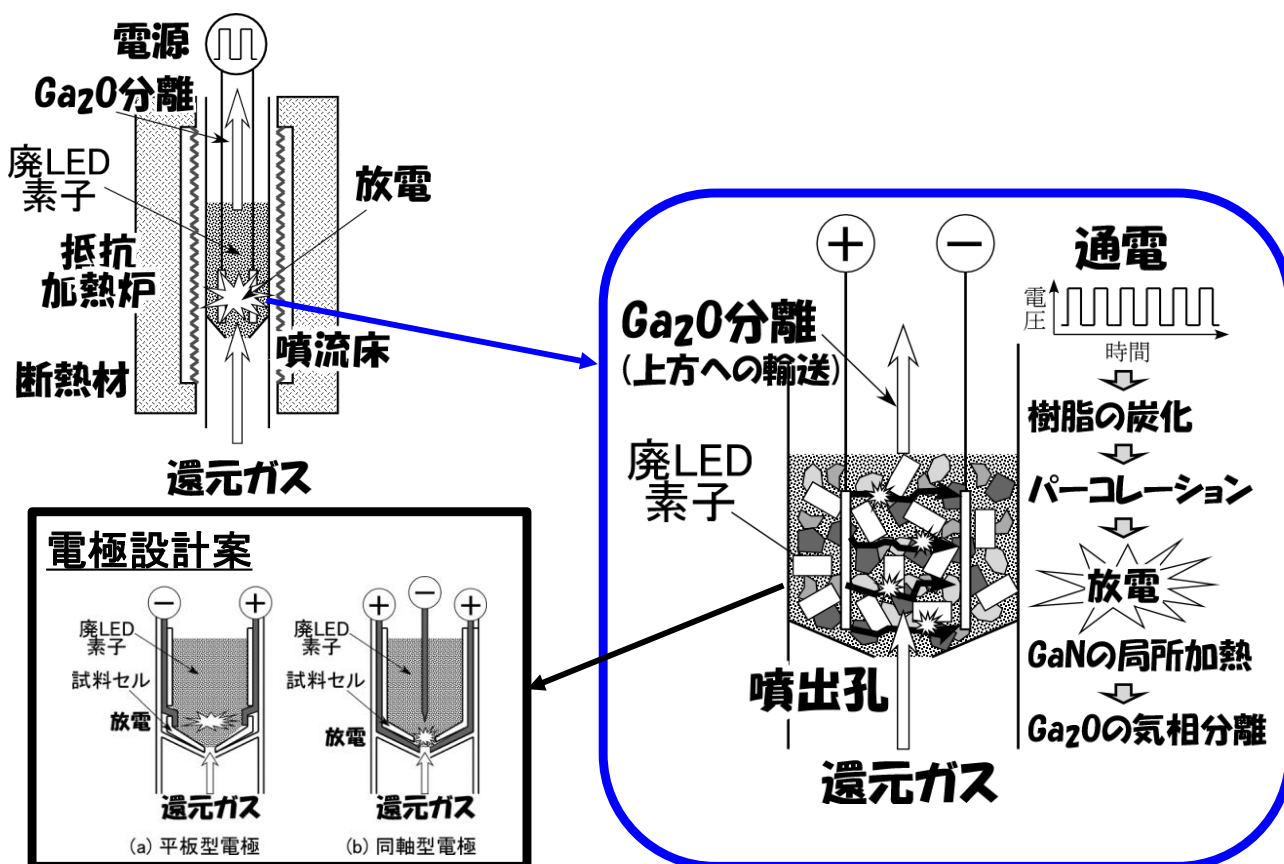 電源
Ga₂O分離
廃LED
素子
放電
抵抗
加熱炉
噴流床
断熱材
還元ガス
+
−
通電
電圧
時間
Ga₂O分離
(上方への輸送)
樹脂の炭化
廃LED
素子
パーコレーション
放電
GaNの局所加熱
噴出孔
Ga₂Oの気相分離
還元ガス
電極設計案
−
+
廃LED
素子
試料セル
放電
還元ガス
(a) 平板型電極
+
−
+
廃LED
素子
試料セル
放電
還元ガス
(b) 同軸型電極